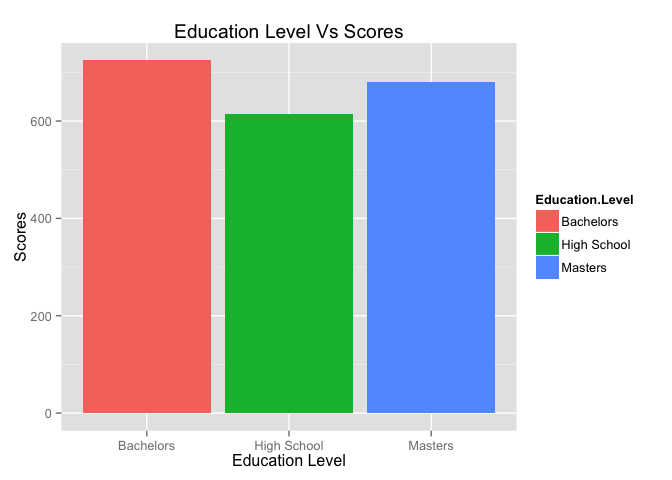 Education Level Vs Scores
Scores
600
400
200
0
Bachelors
High School
Masters
Education Level
Education.Level
Bachelors
High School
Masters